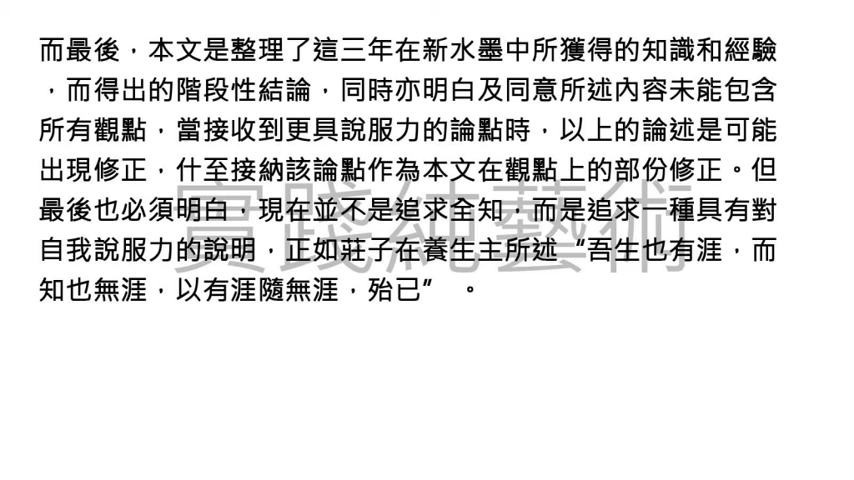 而最後，本文是整理了這三年在新水墨中所獲得的知識和經驗
，而得出的階段性結論，同時亦明白及同意所述內容未能包含
所有觀點，當接收到更具說服力的論點時，以上的論述是可能
出現修正，什至接納該論點作為本文在觀點上的部份修正。但
最後也必須明白，現在並不是追求全知，而是追求一種具有對
自我說服力的說明，正如莊子在養生主所述“吾生也有涯，而
知也無涯，以有涯隨無涯，殆已” 。
實踐純藝術